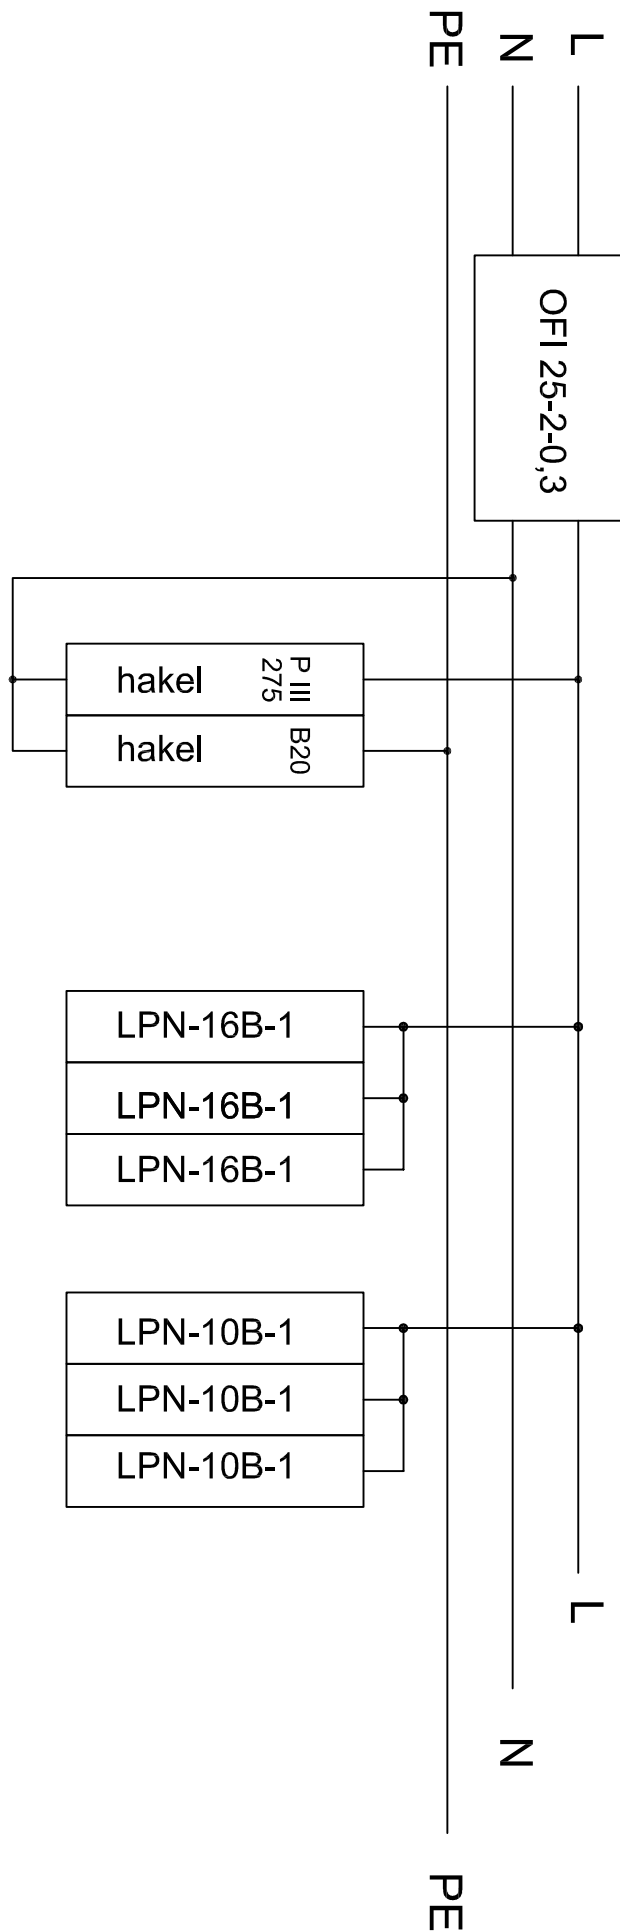 PE
N
L
OFI 25-2-0,3
hakel
P III
275
hakel
B20
LPN-16B-1
LPN-16B-1
LPN-16B-1
LPN-10B-1
LPN-10B-1
LPN-10B-1
L
N
PE